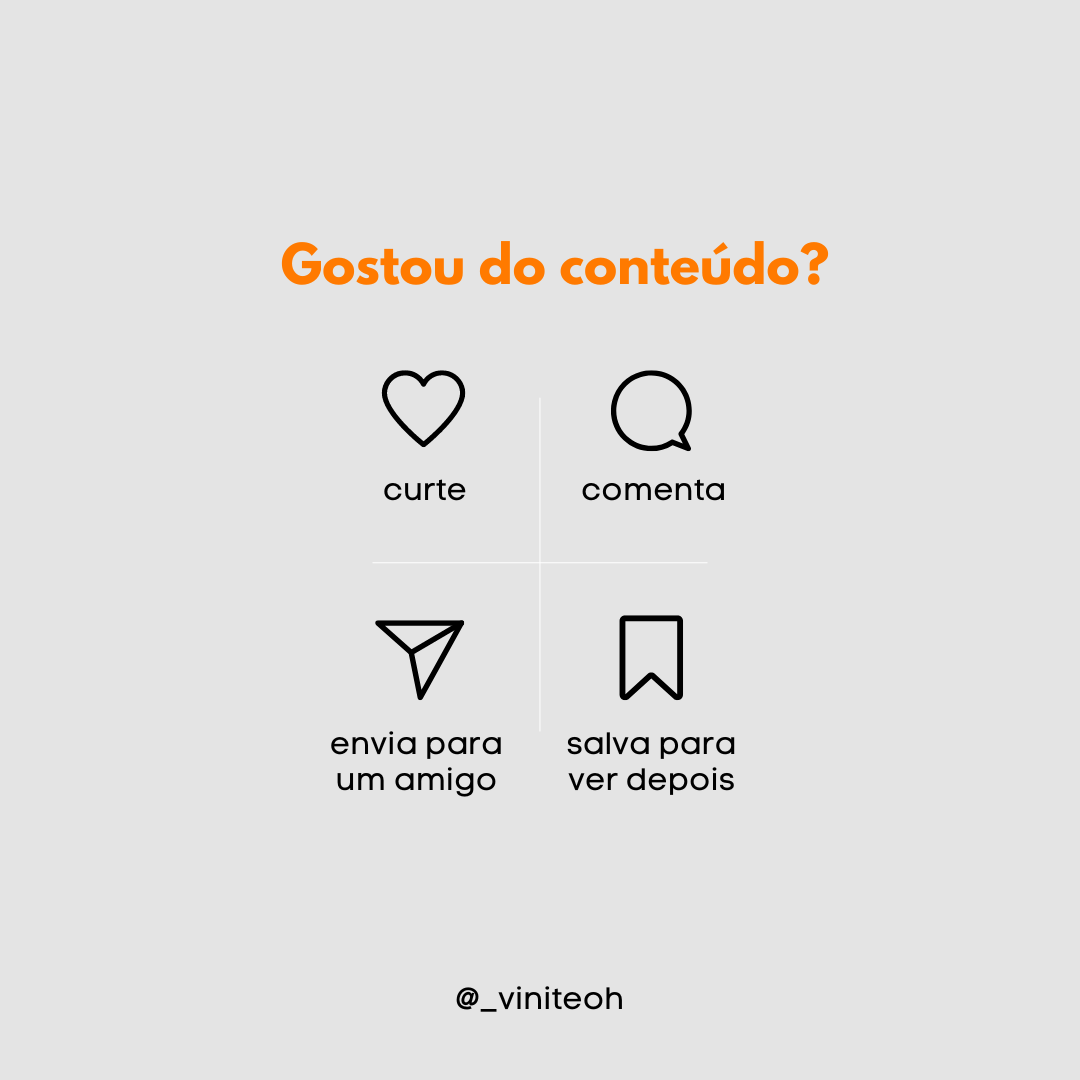 Gostou do conteúdo?
curte
comenta
envia para
um amigo
salva para
ver depois
@_viniteoh